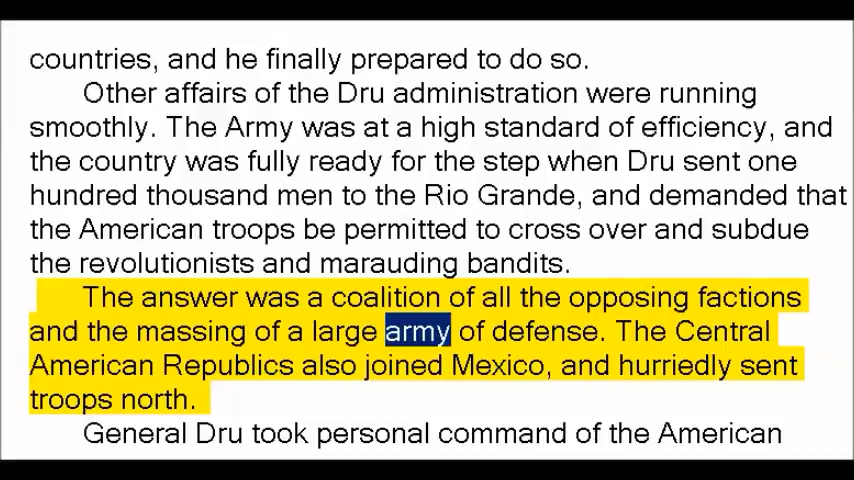 countries, and he finally prepared to do so.
Other affairs of the Dru administration were running
smoothly. The Army was at a high standard of efficiency, and
the country was fully ready for the step when Dru sent one
hundred thousand men to the Rio Grande, and demanded that
the American troops be permitted to cross over and subdue
the revolutionists and marauding bandits.
The answer was a coalition of all the opposing factions
and the massing of a large army of defense. The Central
American Republics also joined Mexico, and hurriedly sent
troops north.
General Dru took personal command of the American